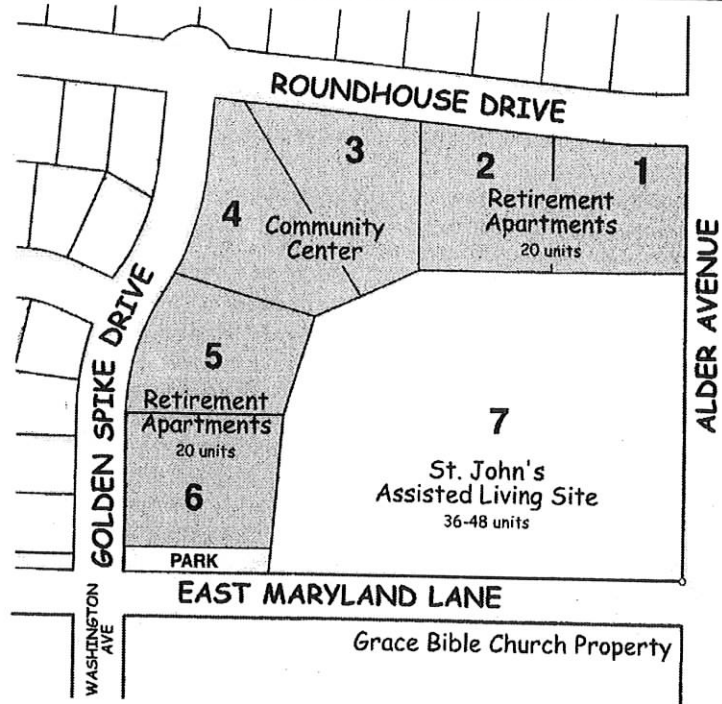 ROUNDHOUSE DRIVE
3
2
1
Retirement
Apartments
20 units
4
Community
Center
ALDER AVENUE
GOLDEN SPIKE DRIVE
5
Retirement
Apartments
20 units
6
7
St. John's
Assisted Living Site
36-48 units
PARK
EAST MARYLAND LANE
WASHINGTON
AVE
Grace Bible Church Property